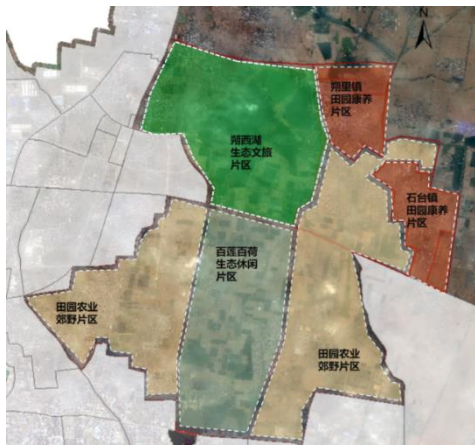 N
朔里镇
田园康养
片区
朔西湖
生态文旅
片区
石台镇
田园康养
片区
百莲百荷
生态休闲
片区
田园农业
郊野片区
田园农业
郊野片区